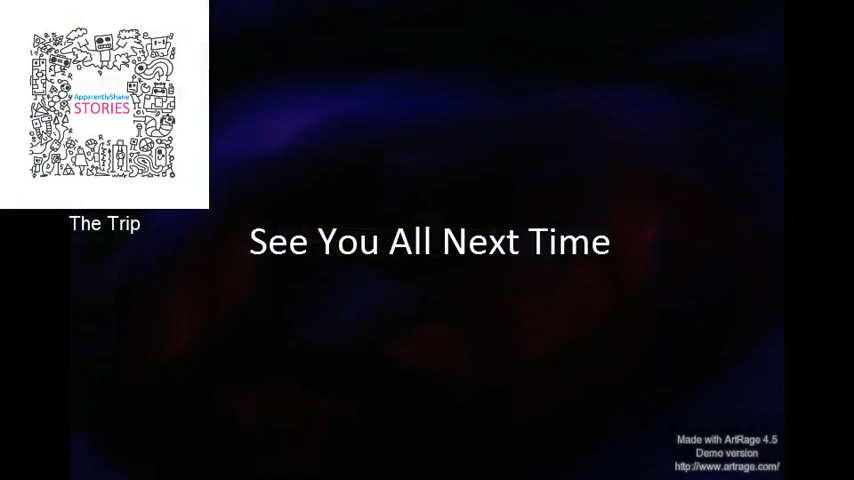 ApparentlyShane
STORIES
The Trip
See You All Next Time
Made with ArtRage 4.5
Demo version
http://www.artrage.com/